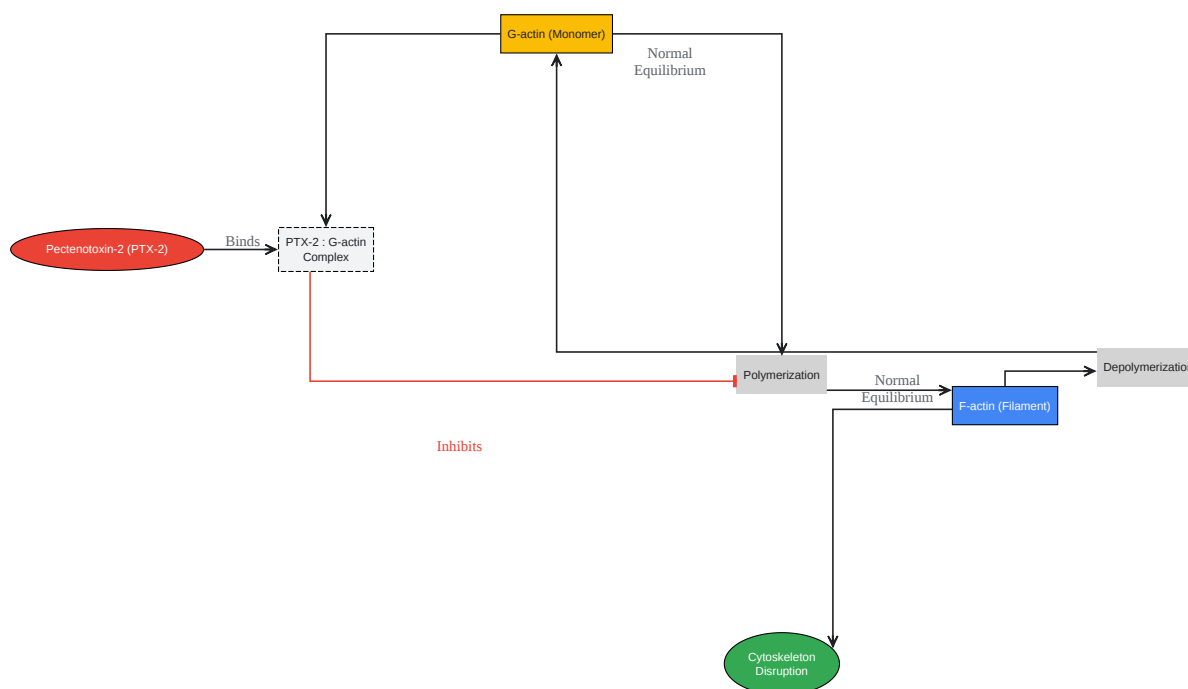 G-actin (Monomer)
Normal
Equilibrium
Pectenotoxin-2 (PTX-2)
Binds
PTX-2 : G-actin
Complex
Polymerization
Normal
Equilibrium
Depolymerization
F-actin (Filament)
Inhibits
Cytoskeleton
Disruption